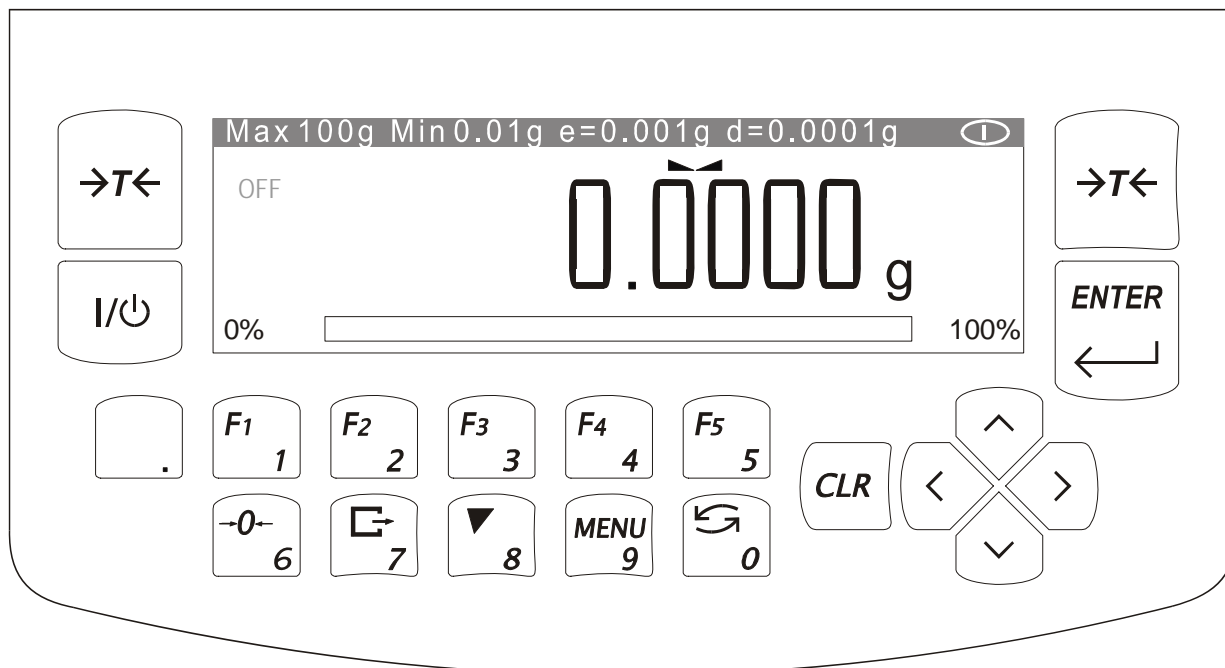 Max 100g Min 0.01g e=0.001g d=0.0001g
→T←
OFF
0.0000 g
→T←
I/⏻
0% 100%
ENTER
.
F1 1
F2 2
F3 3
F4 4
F5 5
CLR
→0← 6
7
8
MENU 9
0